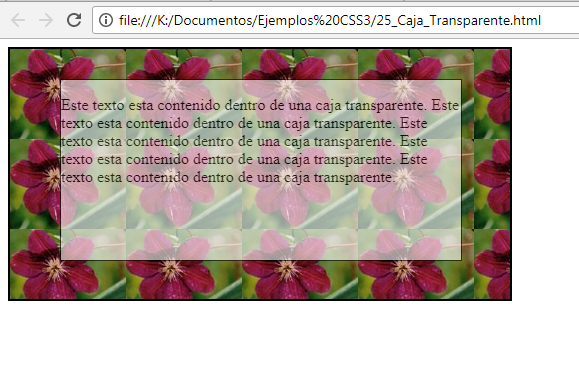 file:///K:/Documentos/Ejemplos%20CSS3/25_Caja_Transparente.html
Este texto esta contenido dentro de una caja transparente. Este
texto esta contenido dentro de una caja transparente. Este
texto esta contenido dentro de una caja transparente. Este
texto esta contenido dentro de una caja transparente. Este
texto esta contenido dentro de una caja transparente.